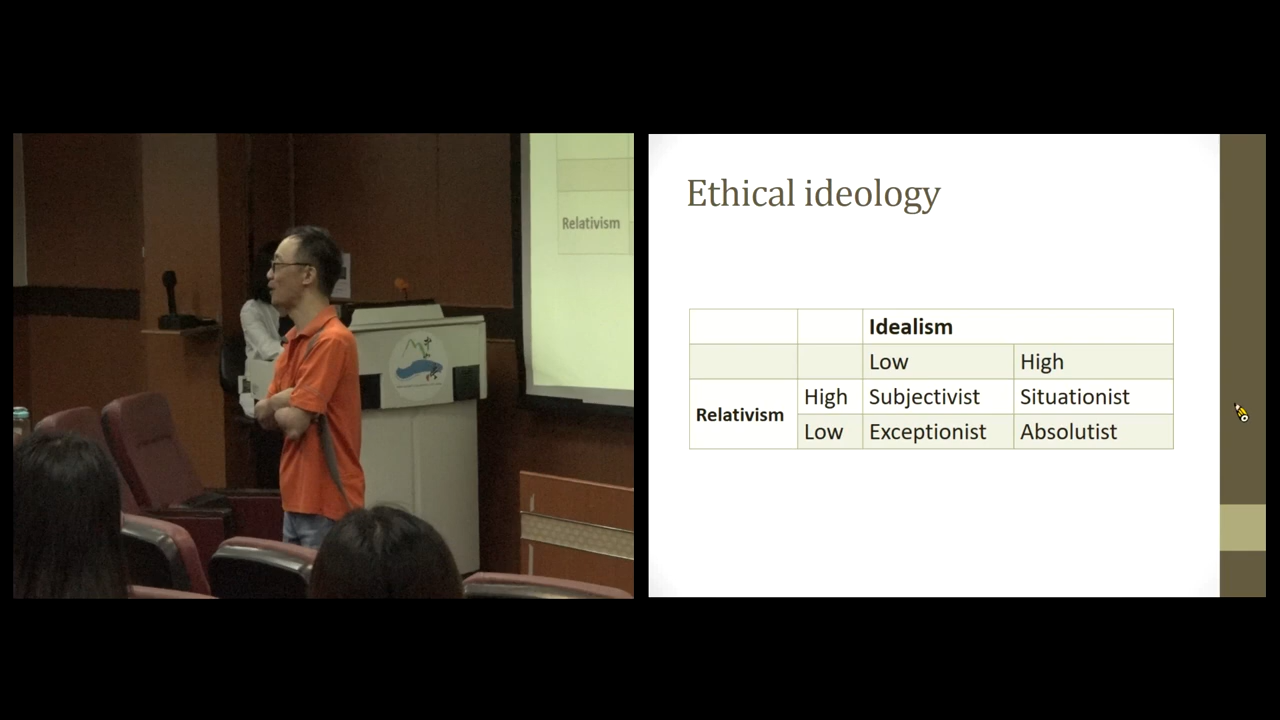 Relativism
Ethical ideology
Idealism
Low High
Relativism High Subjectivist Situationist
Low Exceptionist Absolutist